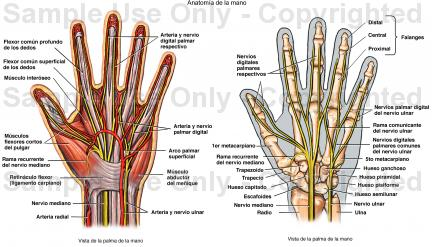 Anatomía de la mano
Sample Use Only - Copyrighted
Flexor común profundo
de los dedos
Flexor común superficial
de los dedos
Músculo interóseo
Músculos
flexores cortos
del pulgar
Rama recurrente
del nervio mediano
Retináculo flexor
(ligamento carpiano)
Nervio mediano
Arteria radial
Arteria y nervio
digital palmar
respectivo
Arteria y nervio
palmar digital
Arco palmar
superficial
Músculo
abductor
del meñique
Arteria y nervio ulnar
Vista de la palma de la mano
Nervios
digitales
palmares
respectivos
1er metacarpiano
Rama recurrente
del nervio mediano
Trapezoide
Trapecio
Hueso capitado
Escafoides
Nervio mediano
Radio
Distal
Central
Proximal
Falanges
Nervios palmar digital
del nervio ulnar
Rama comunicante
del nervio ulnar
Nervios digitales
palmares comunes
del nervio ulnar
5to metacarpiano
Hueso ganchoso
Hueso piramidal
Hueso pisiforme
Hueso semilunar
Nervio ulnar
Ulna
Vista de la palma de la mano